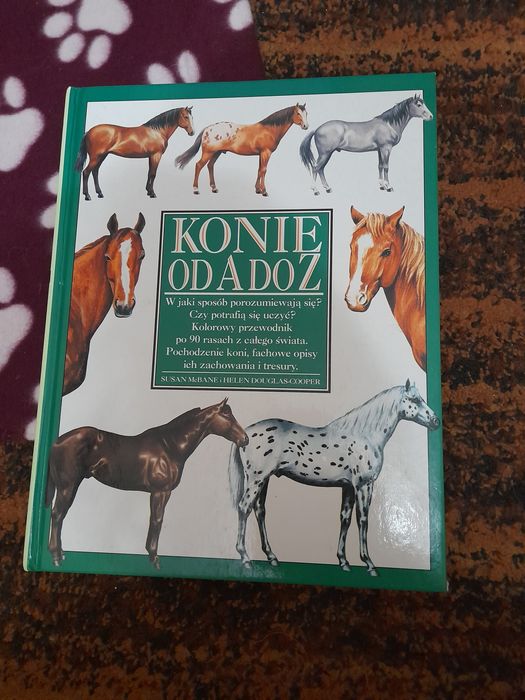 KONIE
OD A DO Z
W jaki sposób porozumiewają się?
Czy potrafią się uczyć?
Kolorowy przewodnik
po 90 rasach z całego świata.
Pochodzenie koni, fachowe opisy
ich zachowania i tresury.
SUSAN McBANE i HELEN DOUGLAS-COOPER